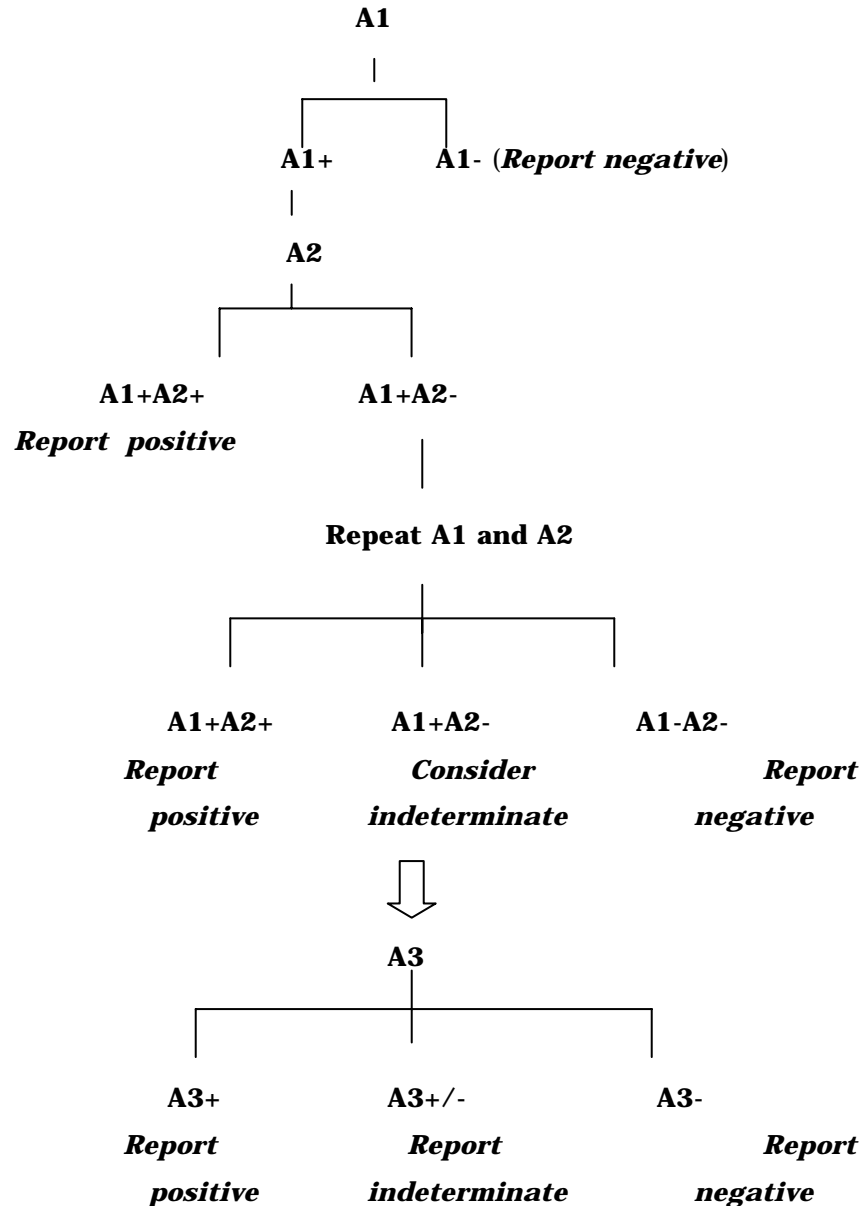 A1
A1+ A1- (Report negative)
A2
A1+A2+ A1+A2-
Report positive
Repeat A1 and A2
A1+A2+ A1+A2- A1-A2-
Report Consider Report
positive indeterminate negative
A3
A3+ A3+/- A3-
Report Report Report
positive indeterminate negative